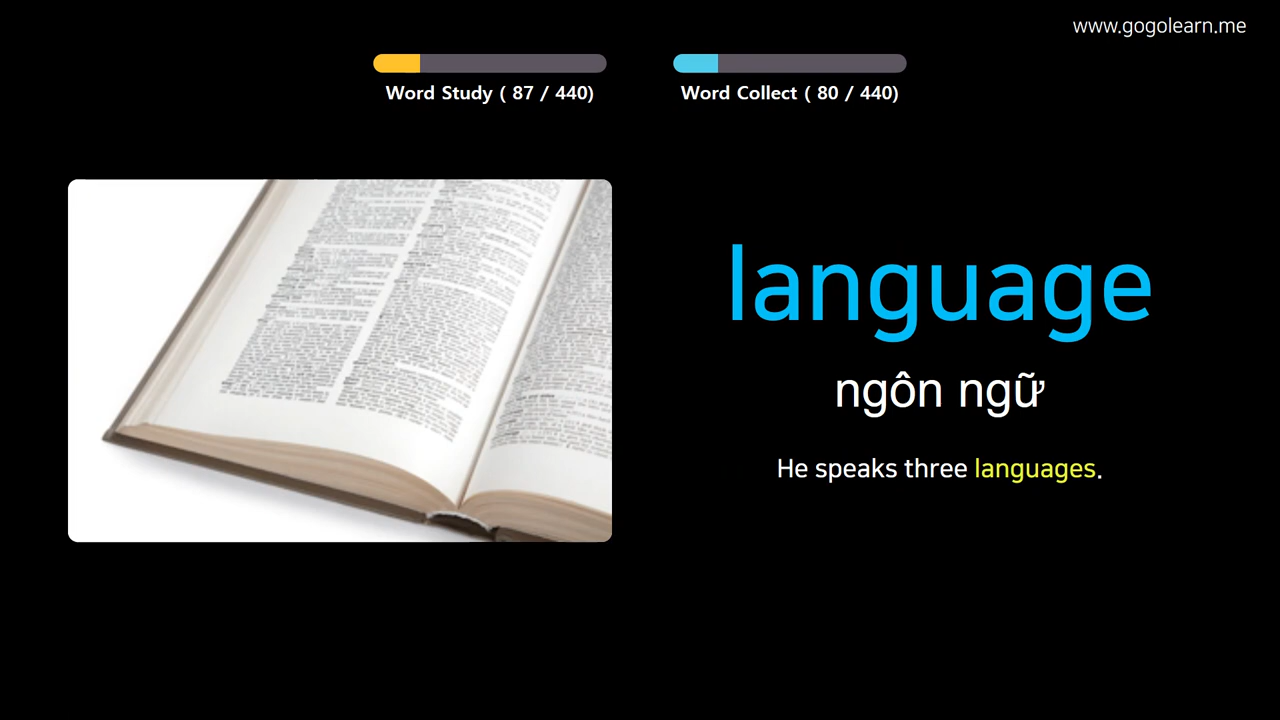 www.gogolearn.me
Word Study ( 87 / 440)
Word Collect ( 80 / 440)
language
ngôn ngữ
He speaks three languages.